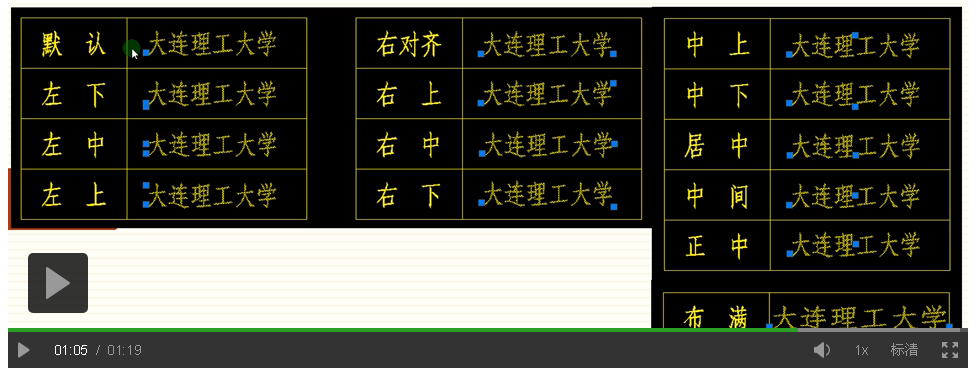 默认 大连理工大学
左下 大连理工大学
左中 大连理工大学
左上 大连理工大学
右对齐 大连理工大学
右上 大连理工大学
右中 大连理工大学
右下 大连理工大学
中上 大连理工大学
中下 大连理工大学
居中 大连理工大学
中间 大连理工大学
正中 大连理工大学
布满 大连理工大学
01:05 / 01:19 1x 标清